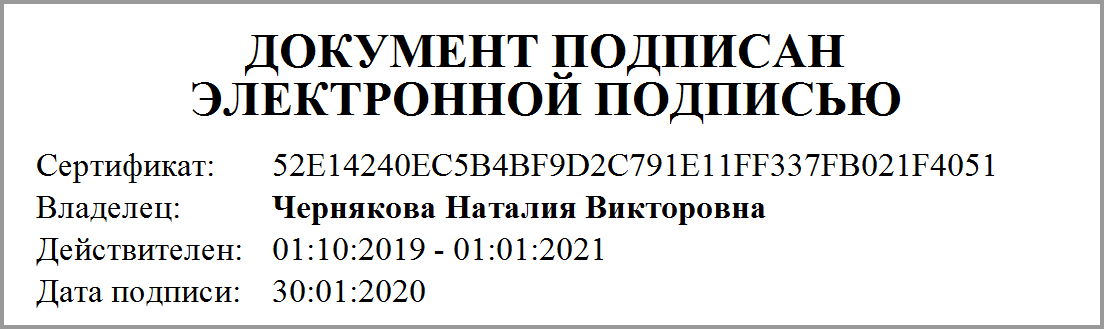 ДОКУМЕНТ ПОДПИСАН
ЭЛЕКТРОННОЙ ПОДПИСЬЮ
Сертификат: 52E14240EC5B4BF9D2C791E11FF337FB021F4051
Владелец: Чернякова Наталия Викторовна
Действителен: 01:10:2019 - 01:01:2021
Дата подписи: 30:01:2020